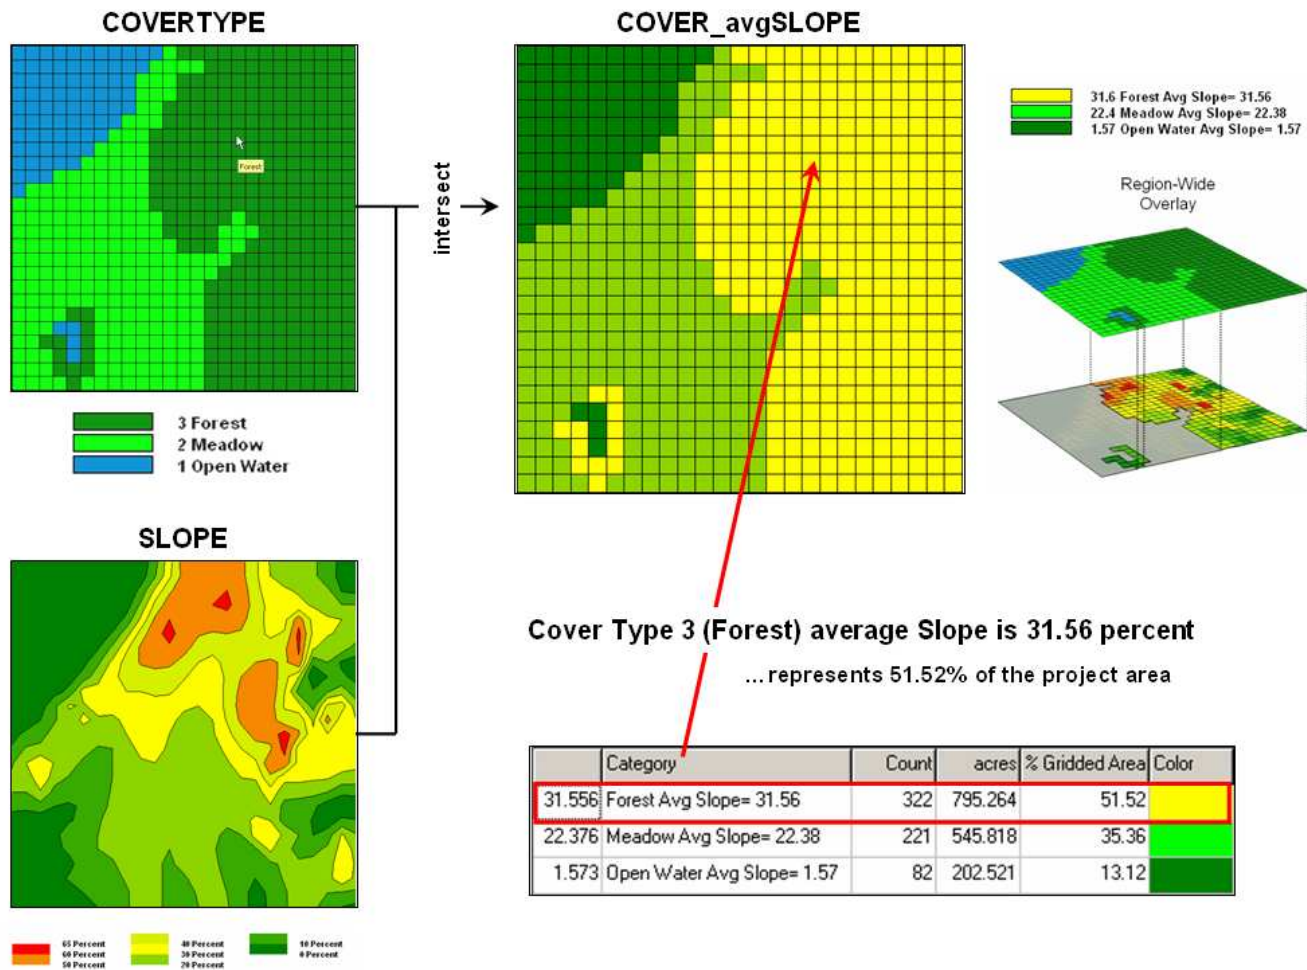 COVERTYPE
Forest
3 Forest
2 Meadow
1 Open Water
SLOPE
65 Percent
60 Percent
50 Percent
40 Percent
30 Percent
20 Percent
10 Percent
0 Percent
intersect
COVER_avgSLOPE
31.6 Forest Avg Slope= 31.56
22.4 Meadow Avg Slope= 22.38
1.57 Open Water Avg Slope= 1.57
Region-Wide
Overlay
Cover Type 3 (Forest) average Slope is 31.56 percent
...represents 51.52% of the project area
Category Count acres % Gridded Area Color
31.556 Forest Avg Slope= 31.56 322 795.264 51.52
22.376 Meadow Avg Slope= 22.38 221 545.818 35.36
1.573 Open Water Avg Slope= 1.57 82 202.521 13.12